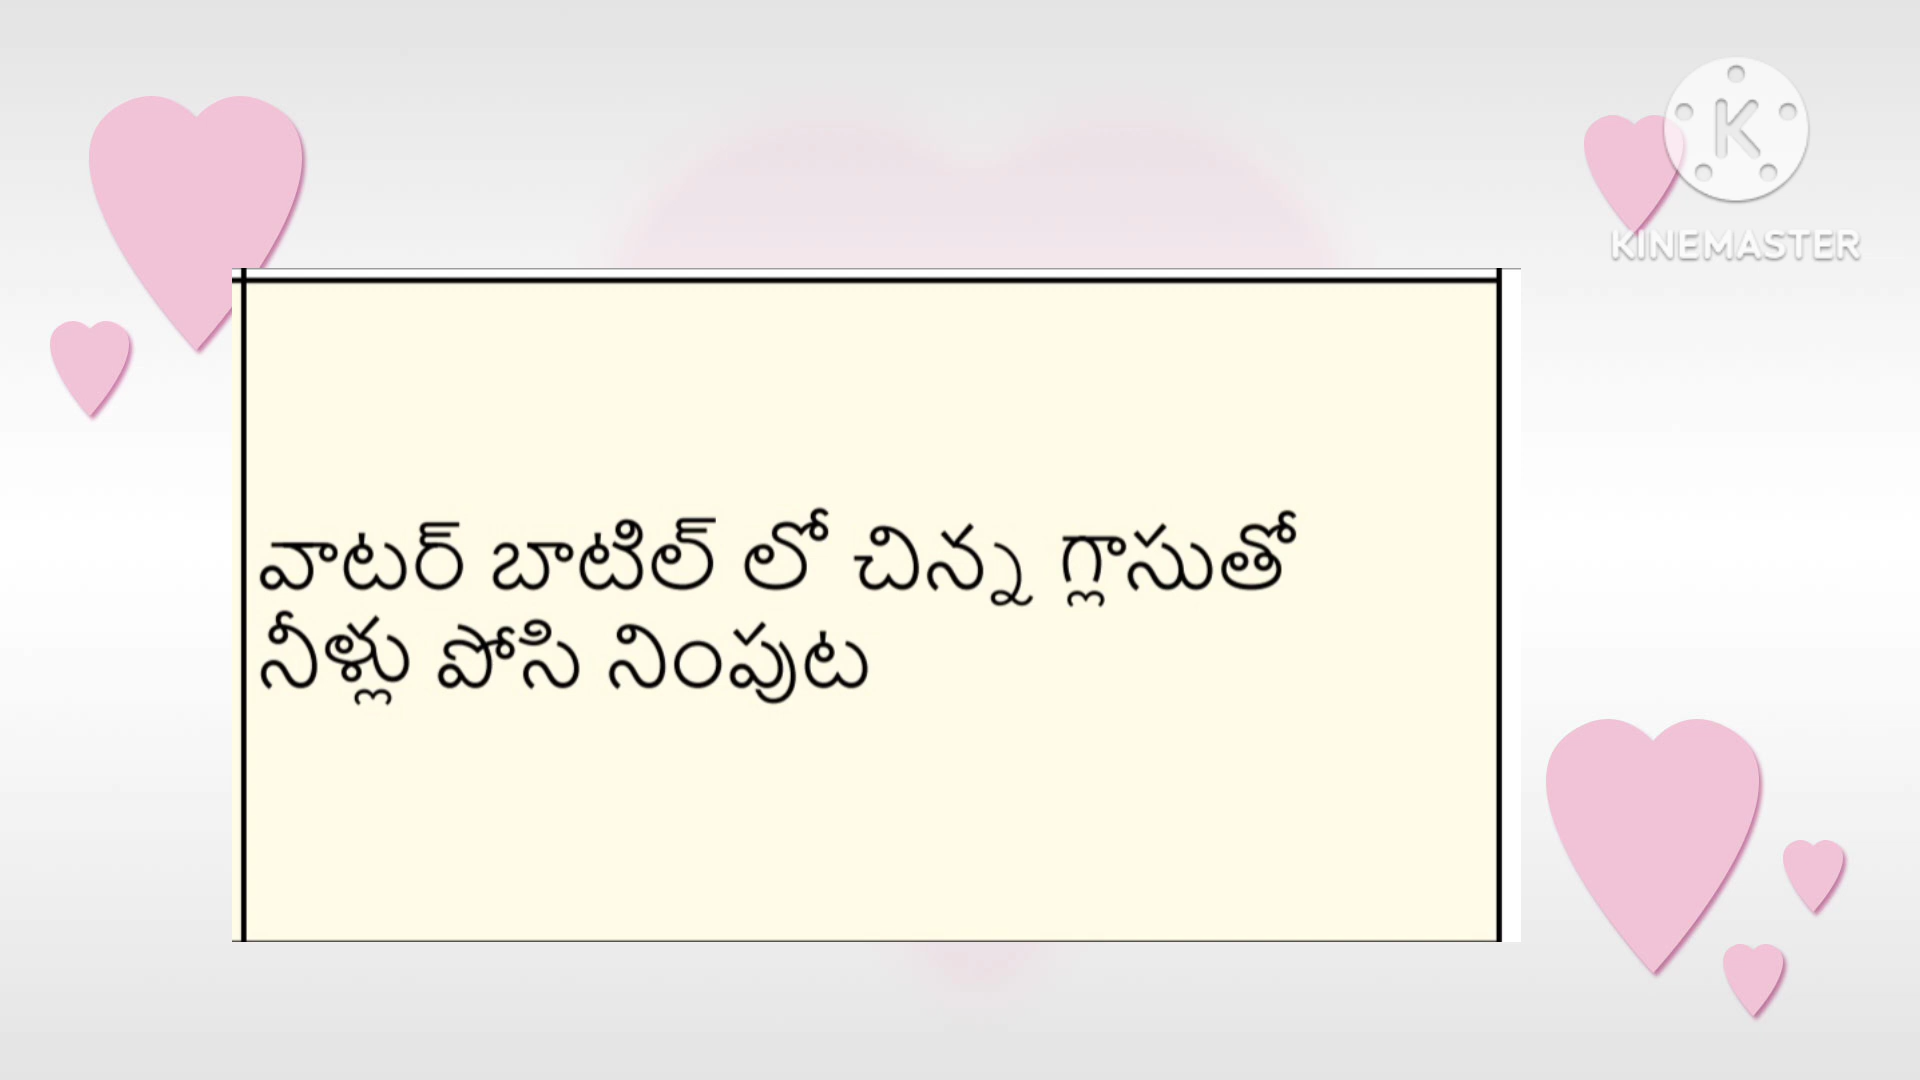 K
KINEMASTER
వాటర్ బాటిల్ లో చిన్న గ్లాసుతో
నీళ్లు పోసి నింపుట